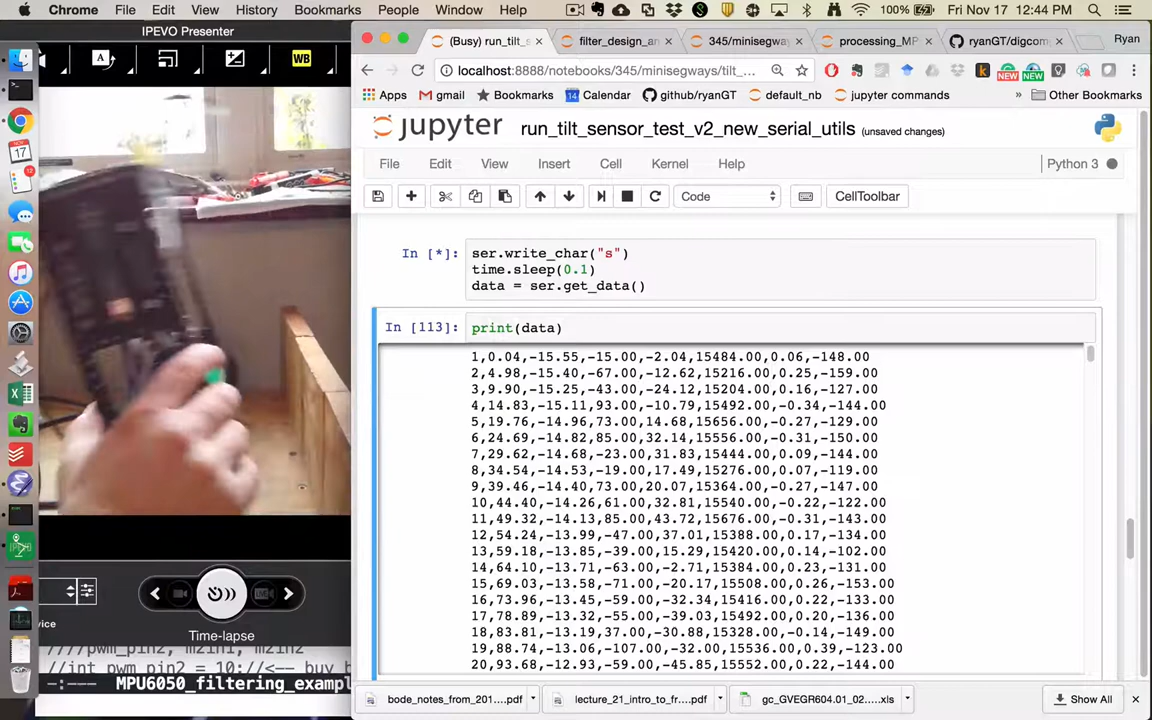 Chrome File Edit View History Bookmarks People Window Help 100% Fri Nov 17 12:44 PM
IPEVO Presenter
(Busy) run_tilt_s
filter_design_an
345/minisegway
processing_MP
ryanGT/digcom
Ryan
localhost:8888/notebooks/345/minisegways/tilt_...
Apps gmail Bookmarks Calendar github/ryanGT default_nb jupyter commands » Other Bookmarks
jupyter run_tilt_sensor_test_v2_new_serial_utils (unsaved changes)
File Edit View Insert Cell Kernel Help Python 3
Code CellToolbar
In [*]: ser.write_char("s")
time.sleep(0.1)
data = ser.get_data()
In [113]: print(data)
1,0.04,-15.55,-15.00,-2.04,15484.00,0.06,-148.00
2,4.98,-15.40,-67.00,-12.62,15216.00,0.25,-159.00
3,9.90,-15.25,-43.00,-24.12,15204.00,0.16,-127.00
4,14.83,-15.11,93.00,-10.79,15492.00,-0.34,-144.00
5,19.76,-14.96,73.00,14.68,15656.00,-0.27,-129.00
6,24.69,-14.82,85.00,32.14,15556.00,-0.31,-150.00
7,29.62,-14.68,-23.00,31.83,15444.00,0.09,-144.00
8,34.54,-14.53,-19.00,17.49,15276.00,0.07,-119.00
9,39.46,-14.40,73.00,20.07,15364.00,-0.27,-147.00
10,44.40,-14.26,61.00,32.81,15540.00,-0.22,-122.00
11,49.32,-14.13,85.00,43.72,15676.00,-0.31,-143.00
12,54.24,-13.99,-47.00,37.01,15388.00,0.17,-134.00
13,59.18,-13.85,-39.00,15.29,15420.00,0.14,-102.00
14,64.10,-13.71,-63.00,-2.71,15384.00,0.23,-131.00
15,69.03,-13.58,-71.00,-20.17,15508.00,0.26,-153.00
16,73.96,-13.45,-59.00,-32.34,15416.00,0.22,-133.00
17,78.89,-13.32,-55.00,-39.03,15492.00,0.20,-136.00
18,83.81,-13.19,37.00,-30.88,15328.00,-0.14,-149.00
19,88.74,-13.06,-107.00,-32.00,15536.00,0.39,-123.00
20,93.68,-12.93,-59.00,-45.85,15552.00,0.22,-144.00
WB
17
12
NEW
NEW
vice
Time-lapse
////pwm_pin2, m2in1, m2in2
//int pwm_pin2 = 10;//<-- buy b
-:--- MPU6050_filtering_examp
bode_notes_from_201....pdf
lecture_21_intro_to_fr....pdf
gc_GVEGR604.01_02....xls
Show All